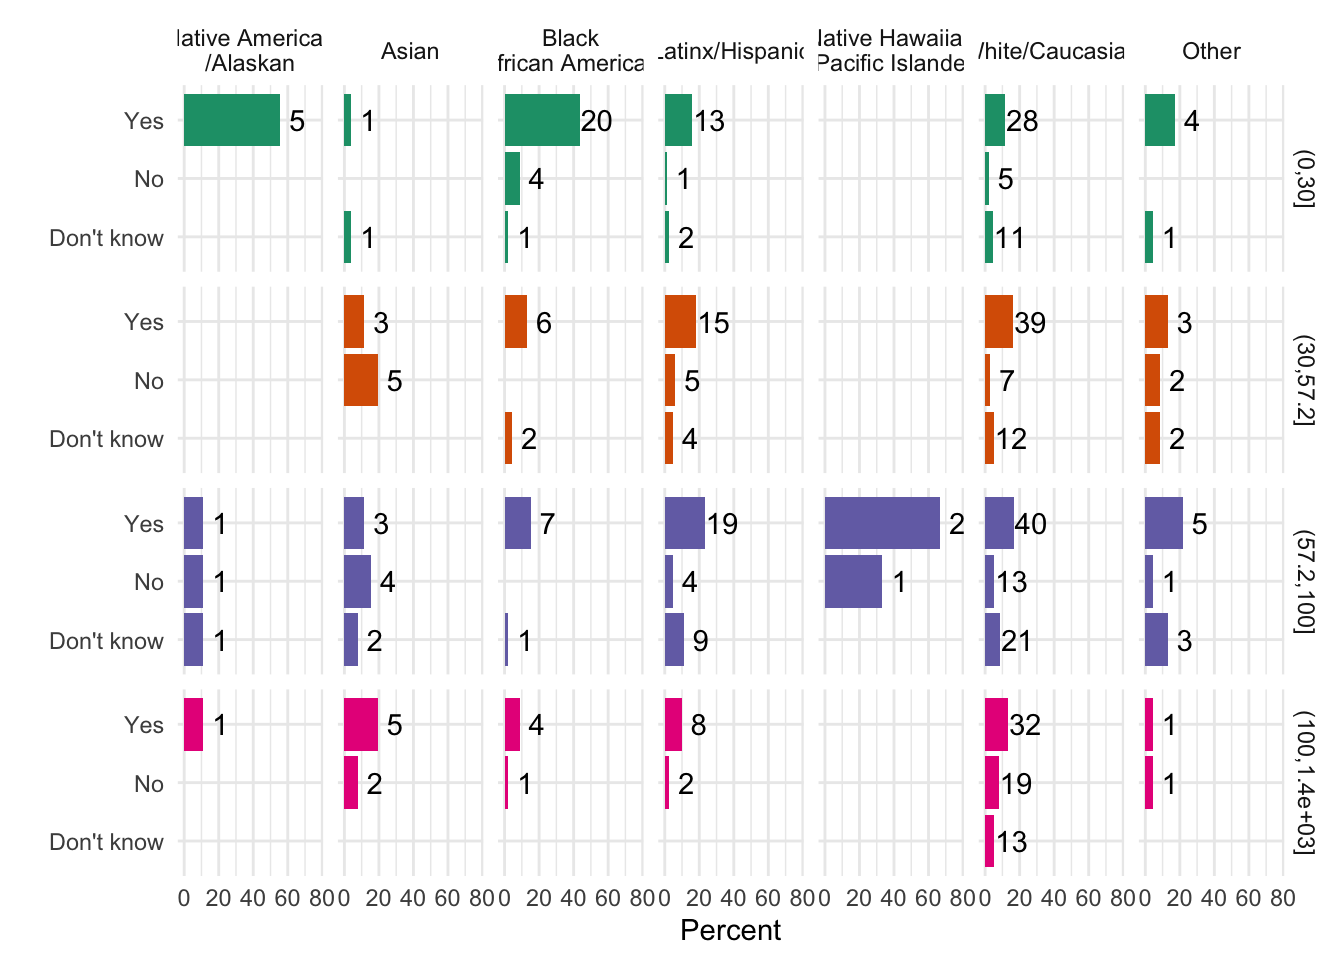 lative America
/Alaskan
Asian
Black
frican America
Latinx/Hispanic
lative Hawaiia
Pacific Islande
Vhite/Caucasia
Other
Yes 5 1 20 13 28 4
No 4 1 5
Don't know 1 1 2 11 1
(0,30]
Yes 3 6 15 39 3
No 5 5 7 2
Don't know 2 4 12 2
(30,57.2]
Yes 1 3 7 19 2 40 5
No 1 4 4 1 13 1
Don't know 1 2 1 9 21 3
(57.2,100]
Yes 1 5 4 8 32 1
No 2 1 2 19 1
Don't know 13
(100,1.4e+03]
0 20 40 60 80 0 20 40 60 80 0 20 40 60 80 0 20 40 60 80 0 20 40 60 80 0 20 40 60 80 0 20 40 60 80
Percent